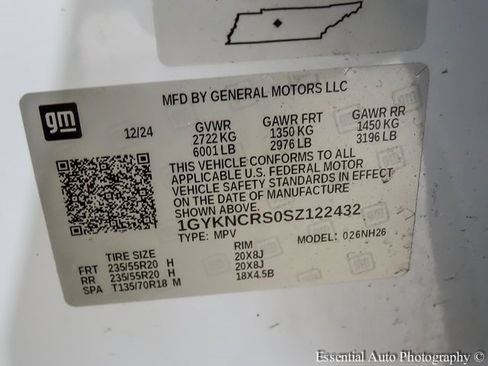 MFD BY GENERAL MOTORS LLC
gm
12/24 GVWR GAWR FRT GAWR RR
2722 KG 1350 KG 1450 KG
6001 LB 2976 LB 3196 LB
THIS VEHICLE CONFORMS TO ALL
APPLICABLE U.S. FEDERAL MOTOR
VEHICLE SAFETY STANDARDS IN EFFECT
ON THE DATE OF MANUFACTURE
SHOWN ABOVE.
1GYKNCRS0SZ122432
TYPE: MPV MODEL: 026NH26
TIRE SIZE RIM
FRT 235/55R20 H 20X8J
RR 235/55R20 H 20X8J
SPA T135/70R18 M 18X4.5B
Essential Auto Photography ©2024